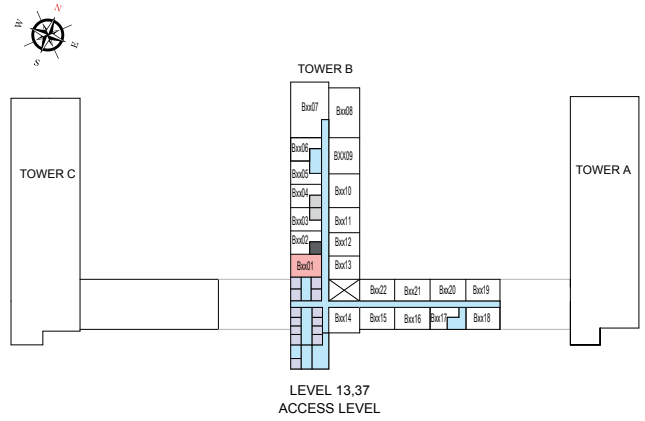 N
W
E
S
TOWER B
Bxx07
Bxx08
Bxx06
BXX09
Bxx05
TOWER C
TOWER A
Bxx04
Bxx10
Bxx03
Bxx11
Bxx02
Bxx12
Bxx01
Bxx13
Bxx22
Bxx21
Bxx20
Bxx19
Bxx14
Bxx15
Bxx16
Bxx17
Bxx18
LEVEL 13,37
ACCESS LEVEL